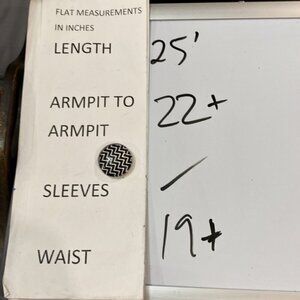 FLAT MEASUREMENTS
IN INCHES
LENGTH 25'
ARMPIT TO
ARMPIT 22+
SLEEVES /
WAIST 19+